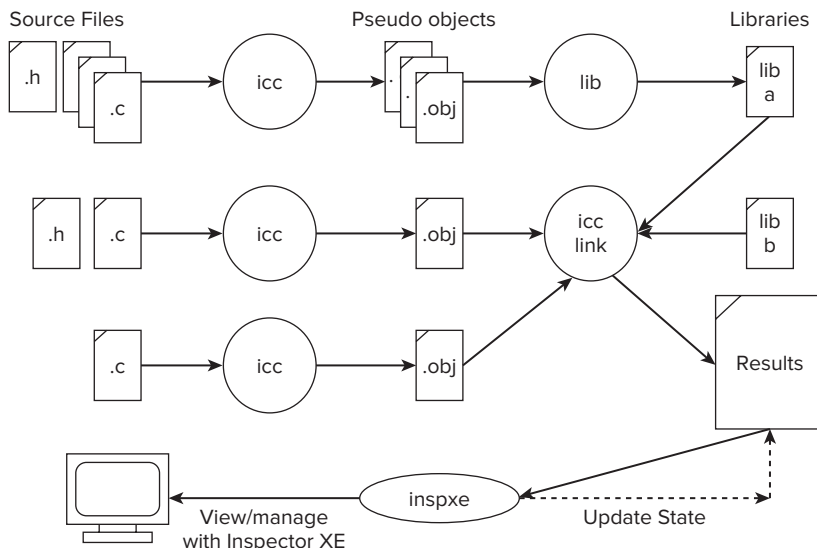 Source Files
Pseudo objects
Libraries
.h
.c
icc
.
.
.obj
lib
lib
a
.h
.c
icc
.obj
icc
link
lib
b
.c
icc
.obj
Results
inspxe
View/manage
with Inspector XE
Update State